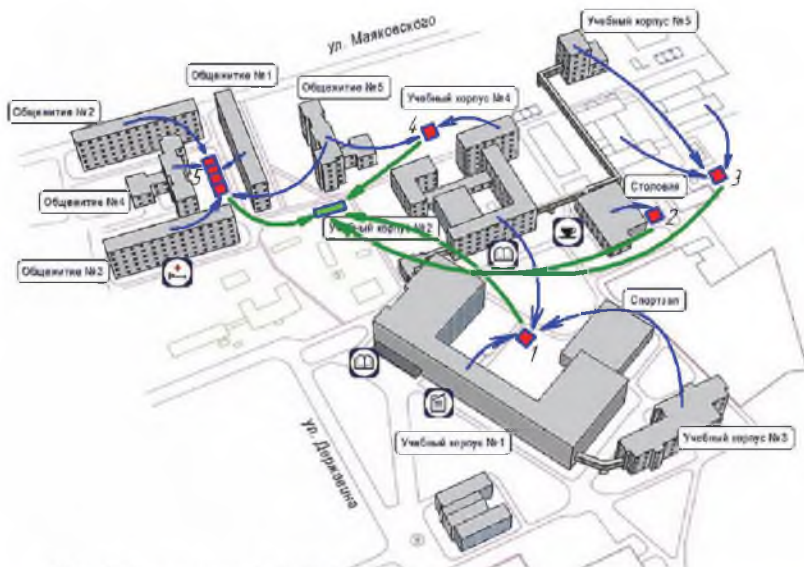 ул. Маяковского
Учебный корпус №5
Общежитие №1
Общежитие №5
Учебный корпус №4
Общежитие №2
4
5
3
Общежитие №4
Столовая
2
Учебный корпус №2
Общежитие №3
Спортзал
1
ул. Державина
Учебный корпус №1
Учебный корпус №3